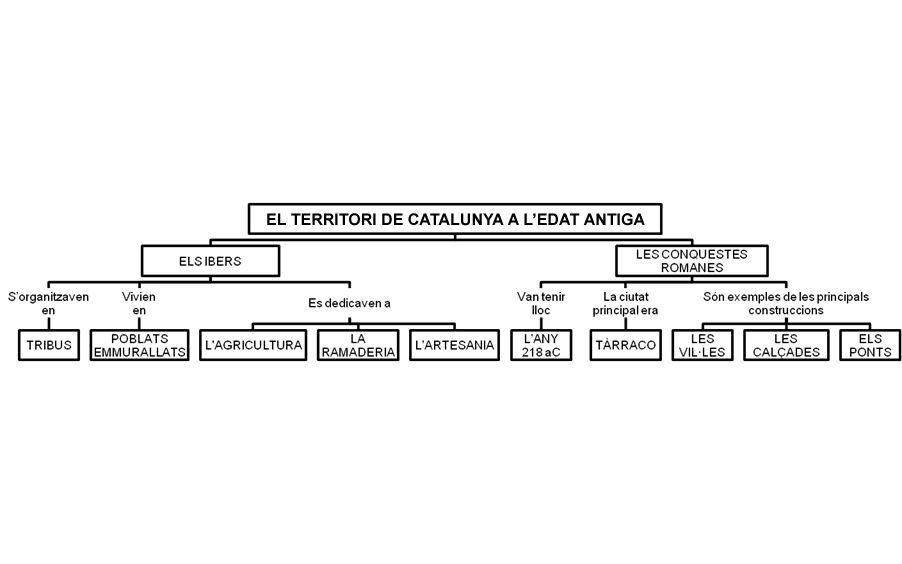 EL TERRITORI DE CATALUNYA A L’EDAT ANTIGA
ELS IBERS
LES CONQUESTES
ROMANES
S’organitzaven
en
Vivien
en
Es dedicaven a
Van tenir
lloc
La ciutat
principal era
Són exemples de les principals
construccions
TRIBUS
POBLATS
EMMURALLATS
L'AGRICULTURA
LA
RAMADERIA
L’ARTESANIA
L’ANY
218 aC
TÀRRACO
LES
VIL·LES
LES
CALÇADES
ELS
PONTS